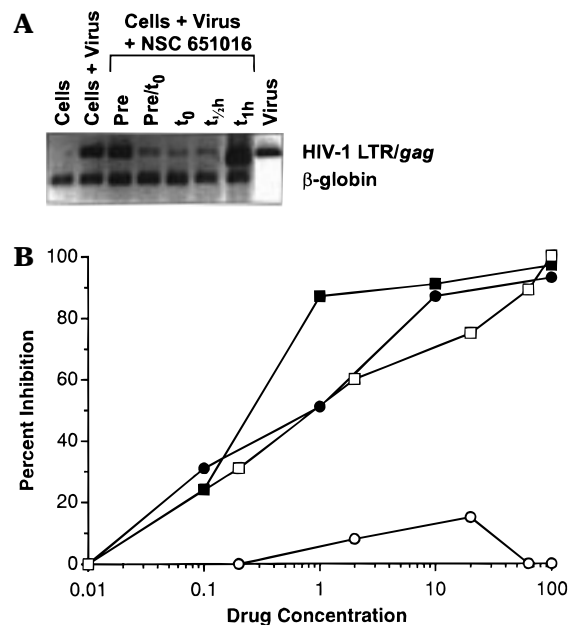 A
Cells + Virus
+ NSC 651016
Cells
Cells + Virus
Pre
Pre/t0
t0
t½h
t1h
Virus
HIV-1 LTR/gag
β-globin
B
100
80
60
40
20
0
Percent Inhibition
0.01 0.1 1 10 100
Drug Concentration